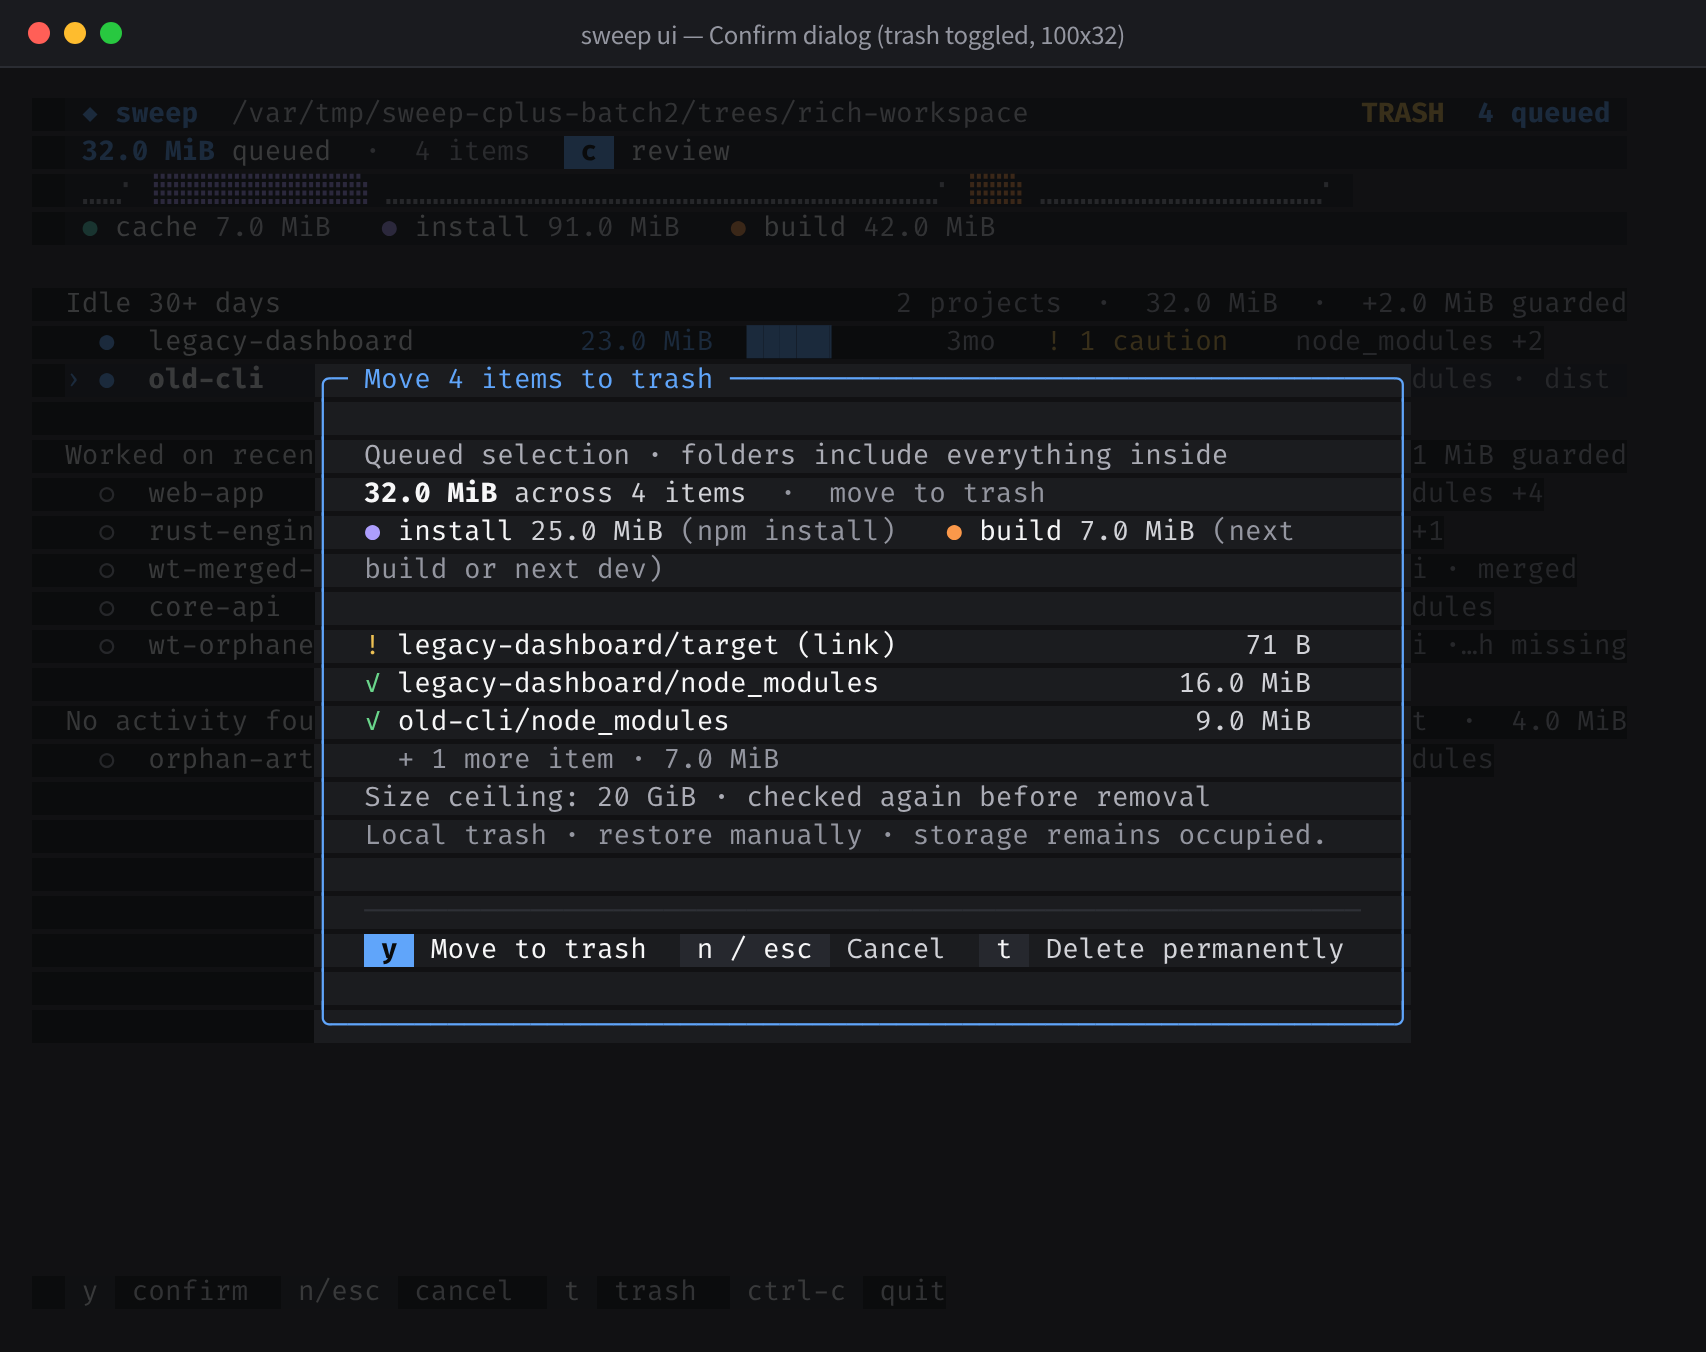 sweep ui — Confirm dialog (trash toggled, 100x32)
◆ sweep /var/tmp/sweep-cplus-batch2/trees/rich-workspace TRASH 4 queued
32.0 MiB queued · 4 items c review
● cache 7.0 MiB ● install 91.0 MiB ● build 42.0 MiB
Idle 30+ days 2 projects · 32.0 MiB · +2.0 MiB guarded
● legacy-dashboard 23.0 MiB 3mo ! 1 caution node_modules +2
› ● old-cli dules · dist
Move 4 items to trash
Worked on recen 1 MiB guarded
Queued selection · folders include everything inside
○ web-app dules +4
32.0 MiB across 4 items · move to trash
○ rust-engin +1
● install 25.0 MiB (npm install) ● build 7.0 MiB (next
○ wt-merged- i · merged
build or next dev)
○ core-api dules
○ wt-orphane i ·…h missing
! legacy-dashboard/target (link) 71 B
√ legacy-dashboard/node_modules 16.0 MiB
No activity fou t · 4.0 MiB
√ old-cli/node_modules 9.0 MiB
○ orphan-art dules
+ 1 more item · 7.0 MiB
Size ceiling: 20 GiB · checked again before removal
Local trash · restore manually · storage remains occupied.
y Move to trash n / esc Cancel t Delete permanently
y confirm n/esc cancel t trash ctrl-c quit